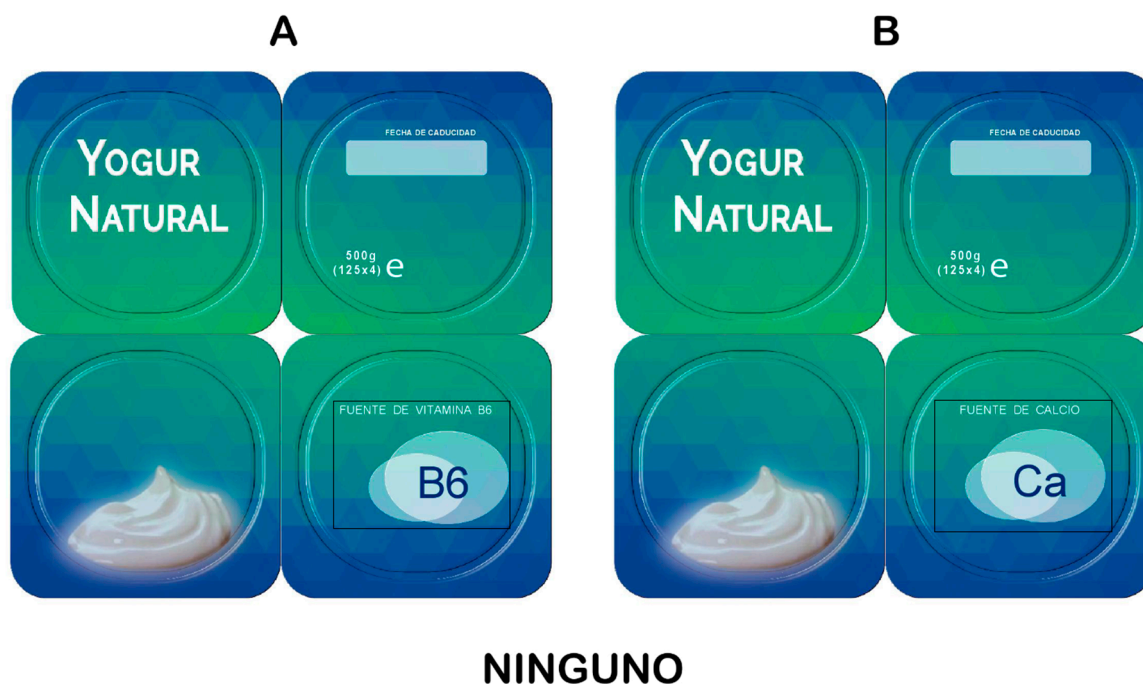 A
B
YOGUR
NATURAL
FECHA DE CADUCIDAD
500g
(125x4) e
FUENTE DE VITAMINA B6
B6
YOGUR
NATURAL
FECHA DE CADUCIDAD
500g
(125x4) e
FUENTE DE CALCIO
Ca
NINGUNO